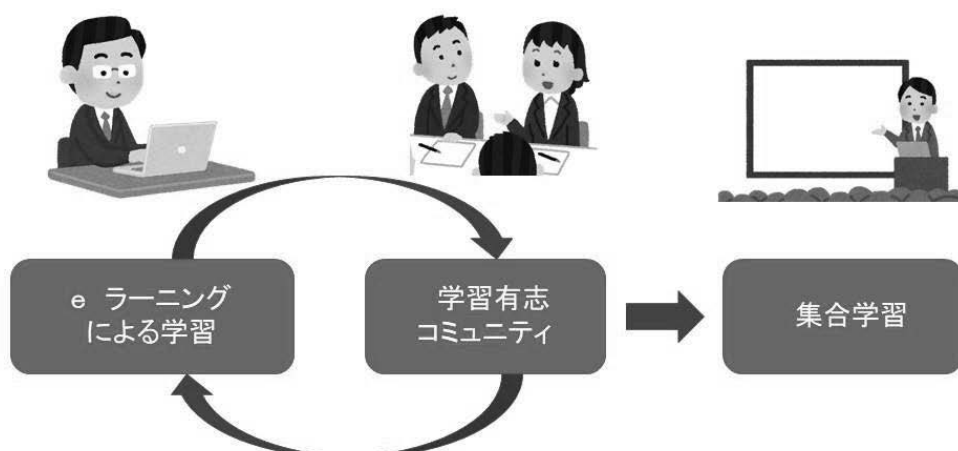 e ラーニング
による学習
学習有志
コミュニティ
集合学習